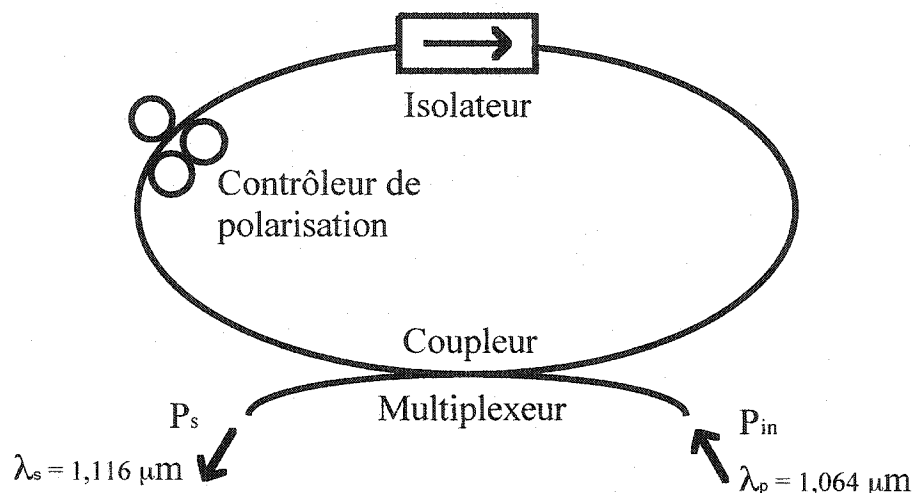 Isolateur
Contrôleur de
polarisation
Coupleur
Multiplexeur
Pₛ
Pᵢₙ
λₛ = 1,116 μm
λₚ = 1,064 μm